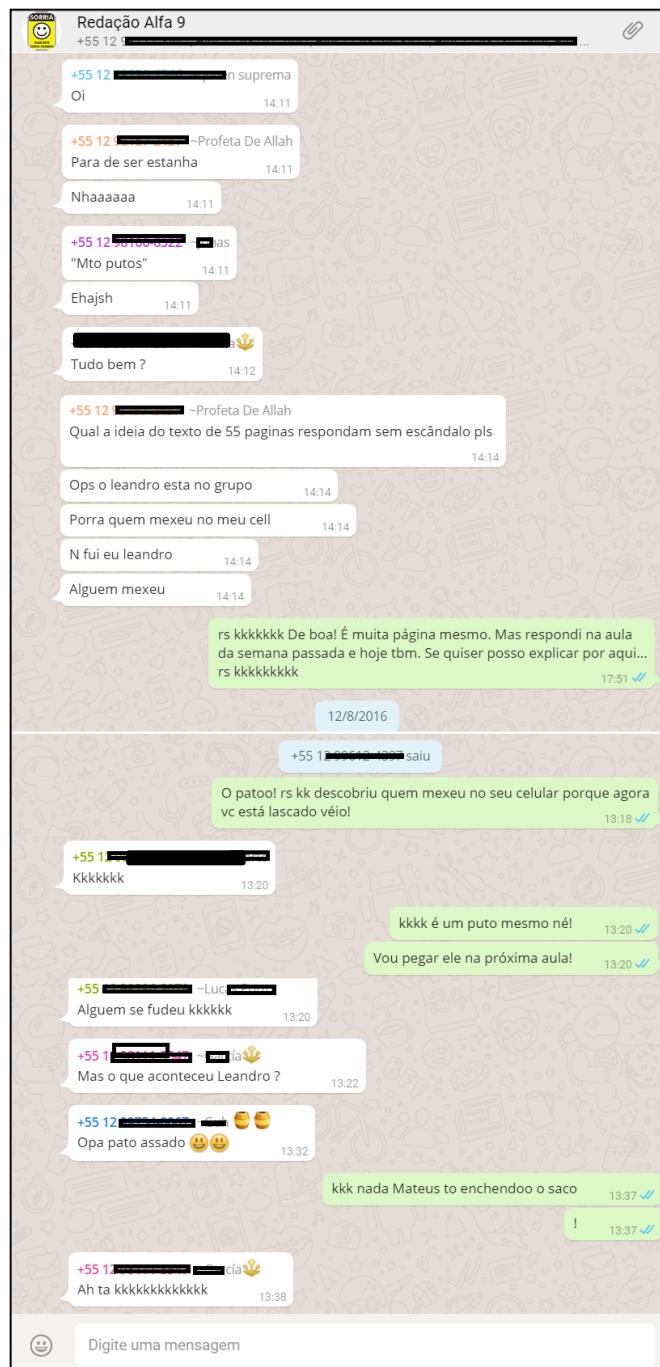 SORRIA
Redação Alfa 9
+55 12
...
+55 12 suprema
Oi
14:11
+55 12 ~Profeta De Allah
Para de ser estanha
14:11
Nhaaaaaa
14:11
+55 12
"Mto putos"
14:11
Ehajsh
14:11
Tudo bem ?
14:12
+55 12 ~Profeta De Allah
Qual a ideia do texto de 55 paginas respondam sem escândalo pls
14:14
Ops o leandro esta no grupo
14:14
Porra quem mexeu no meu cell
14:14
N fui eu leandro
14:14
Alguem mexeu
14:14
rs kkkkkkk De boa! É muita página mesmo. Mas respondi na aula
da semana passada e hoje tbm. Se quiser posso explicar por aqui...
rs kkkkkkkkk
17:51
12/8/2016
+55 12 saiu
O patoo! rs kk descobriu quem mexeu no seu celular porque agora
vc está lascado véio!
13:18
+55
Kkkkkkk
13:20
kkkk é um puto mesmo né!
13:20
Vou pegar ele na próxima aula!
13:20
+55
Alguem se fudeu kkkkkk
13:20
+55
Mas o que aconteceu Leandro ?
13:22
+55 12
Opa pato assado
13:32
kkk nada Mateus to enchendoo o saco
13:37
!
13:37
+55 12
Ah ta kkkkkkkkkkkkk
13:38
Digite uma mensagem